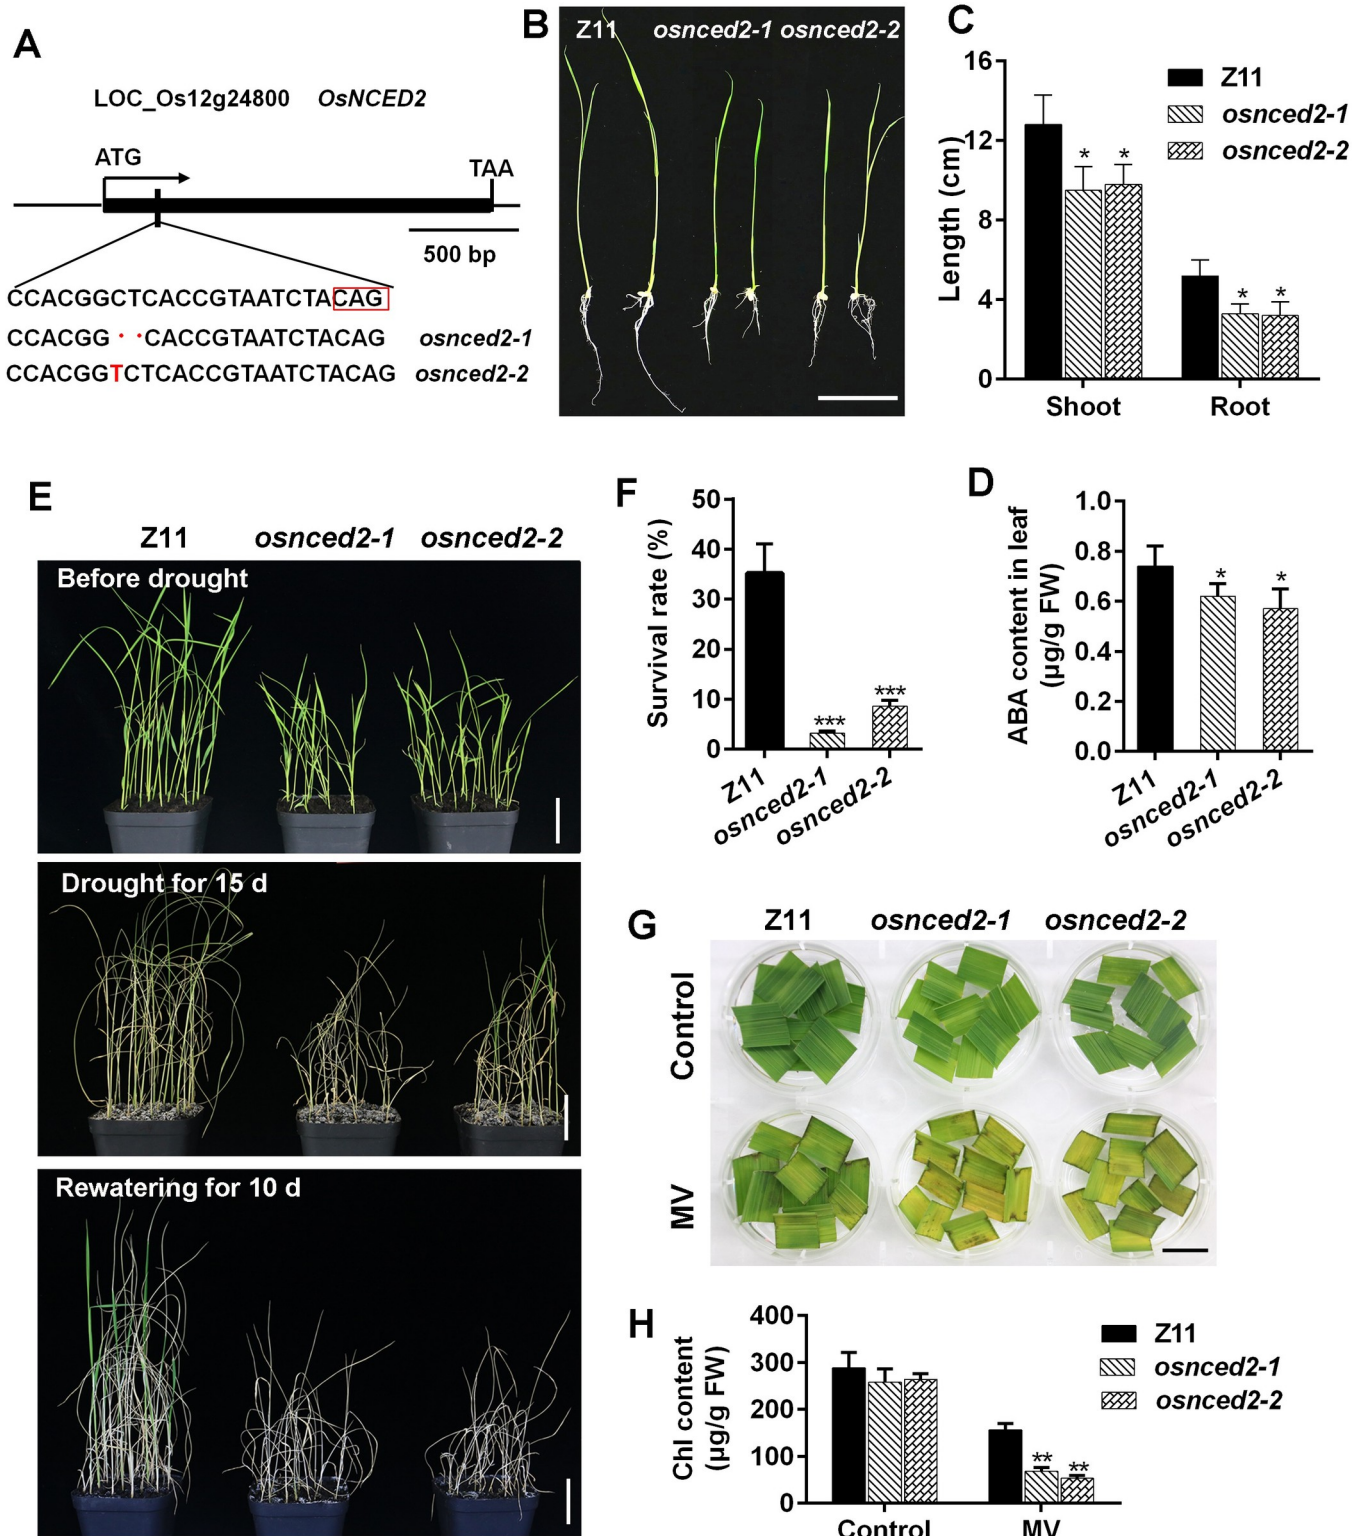 A
LOC_Os12g24800 OsNCED2
ATG
TAA
500 bp
CCACGGCTCACCGTAATCTACAG
CCACGG··CACCGTAATCTACAG osnced2-1
CCACGGTCTCACCGTAATCTACAG osnced2-2
B
Z11 osnced2-1 osnced2-2
C
Length (cm)
16
12
8
4
0
* * * *
Shoot Root
Z11
osnced2-1
osnced2-2
E
Z11 osnced2-1 osnced2-2
Before drought
Drought for 15 d
Rewatering for 10 d
F
Survival rate (%)
50
40
30
20
10
0
*** ***
Z11 osnced2-1 osnced2-2
D
ABA content in leaf
(µg/g FW)
1.0
0.8
0.6
0.4
0.2
0.0
* *
Z11 osnced2-1 osnced2-2
G
Z11 osnced2-1 osnced2-2
Control
MV
H
Chl content
(µg/g FW)
400
300
200
100
0
** **
Control MV
Z11
osnced2-1
osnced2-2